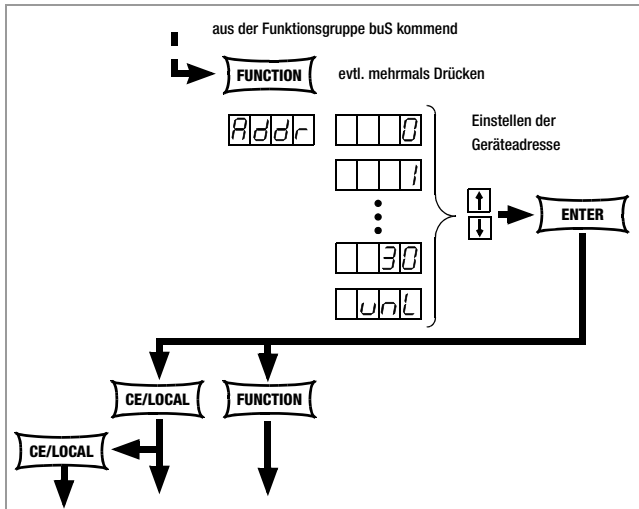 aus der Funktionsgruppe buS kommend
FUNCTION evtl. mehrmals Drücken
Addr 0
Einstellen der
Geräteadresse
1
ENTER
30
unL
CE/LOCAL FUNCTION
CE/LOCAL